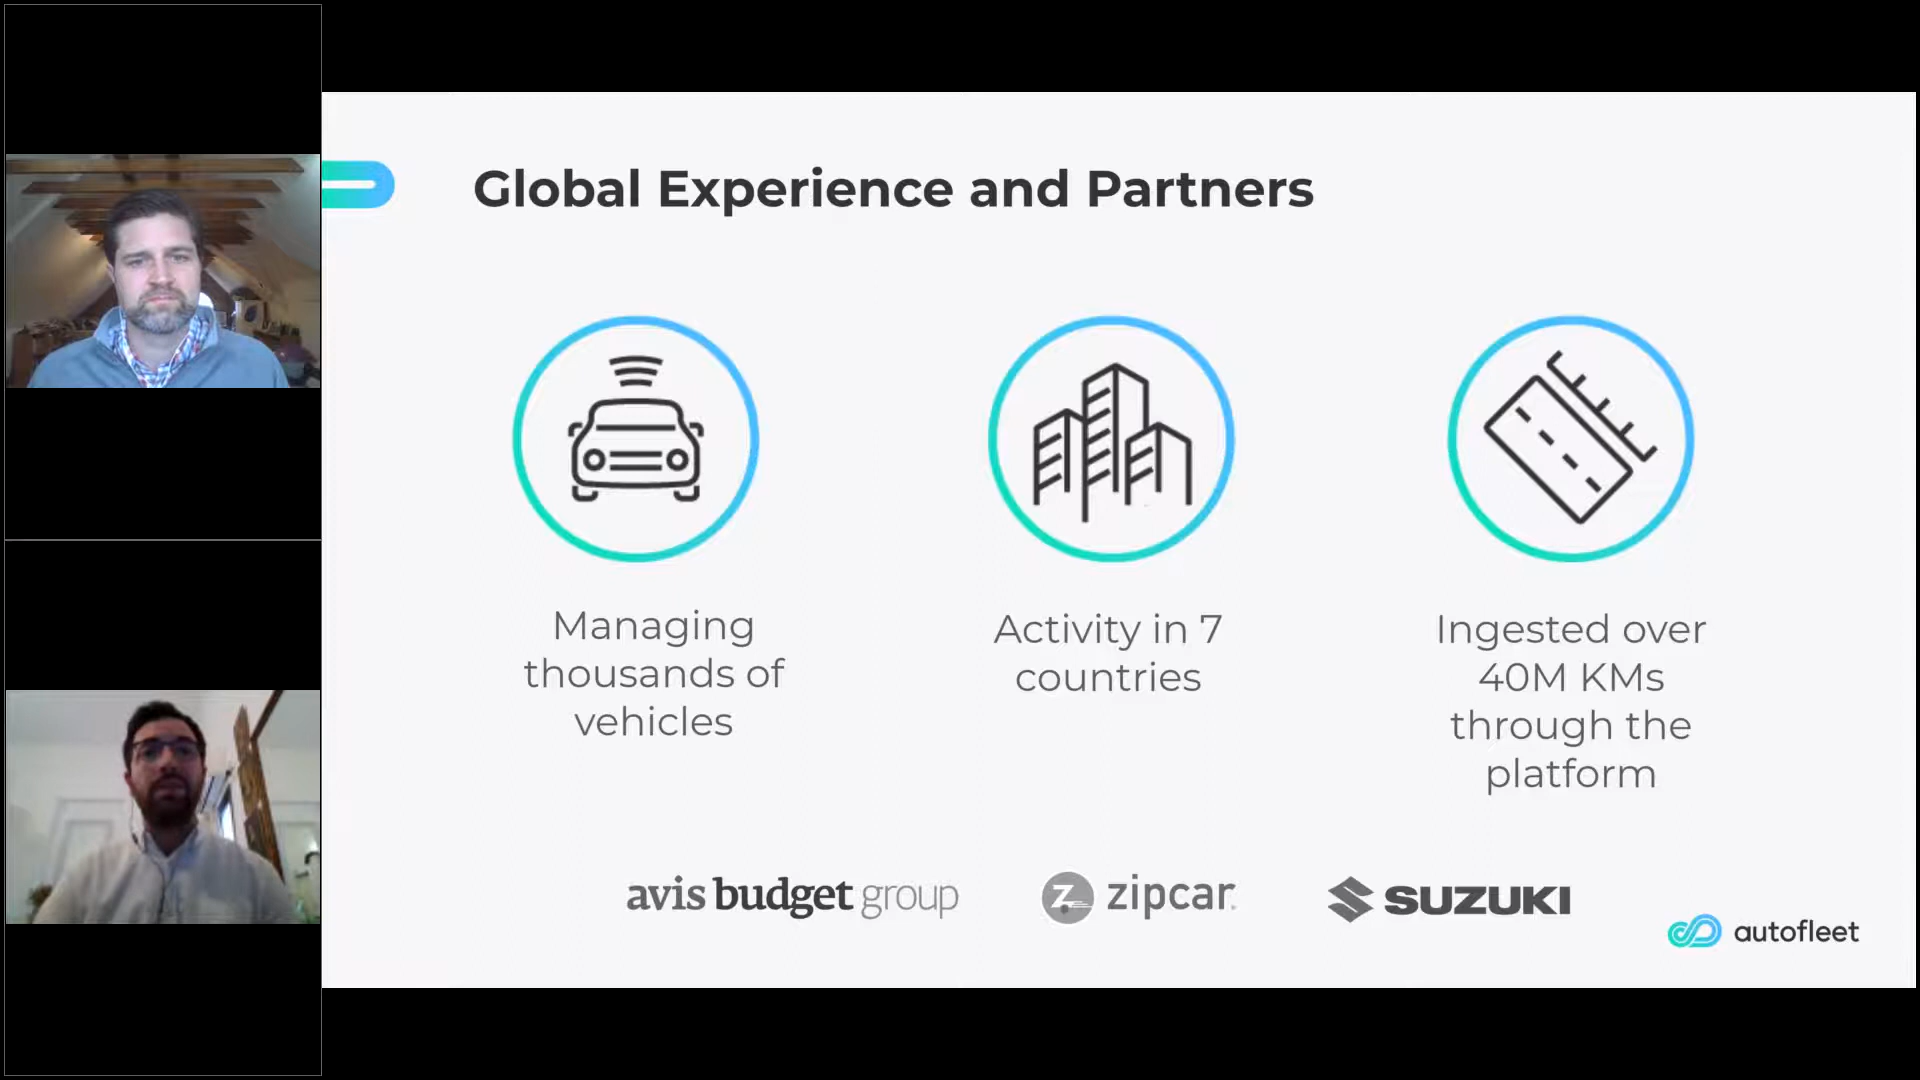 Global Experience and Partners
Managing
thousands of
vehicles
Activity in 7
countries
Ingested over
40M KMs
through the
platform
avis budget group
zipcar
SUZUKI
autofleet